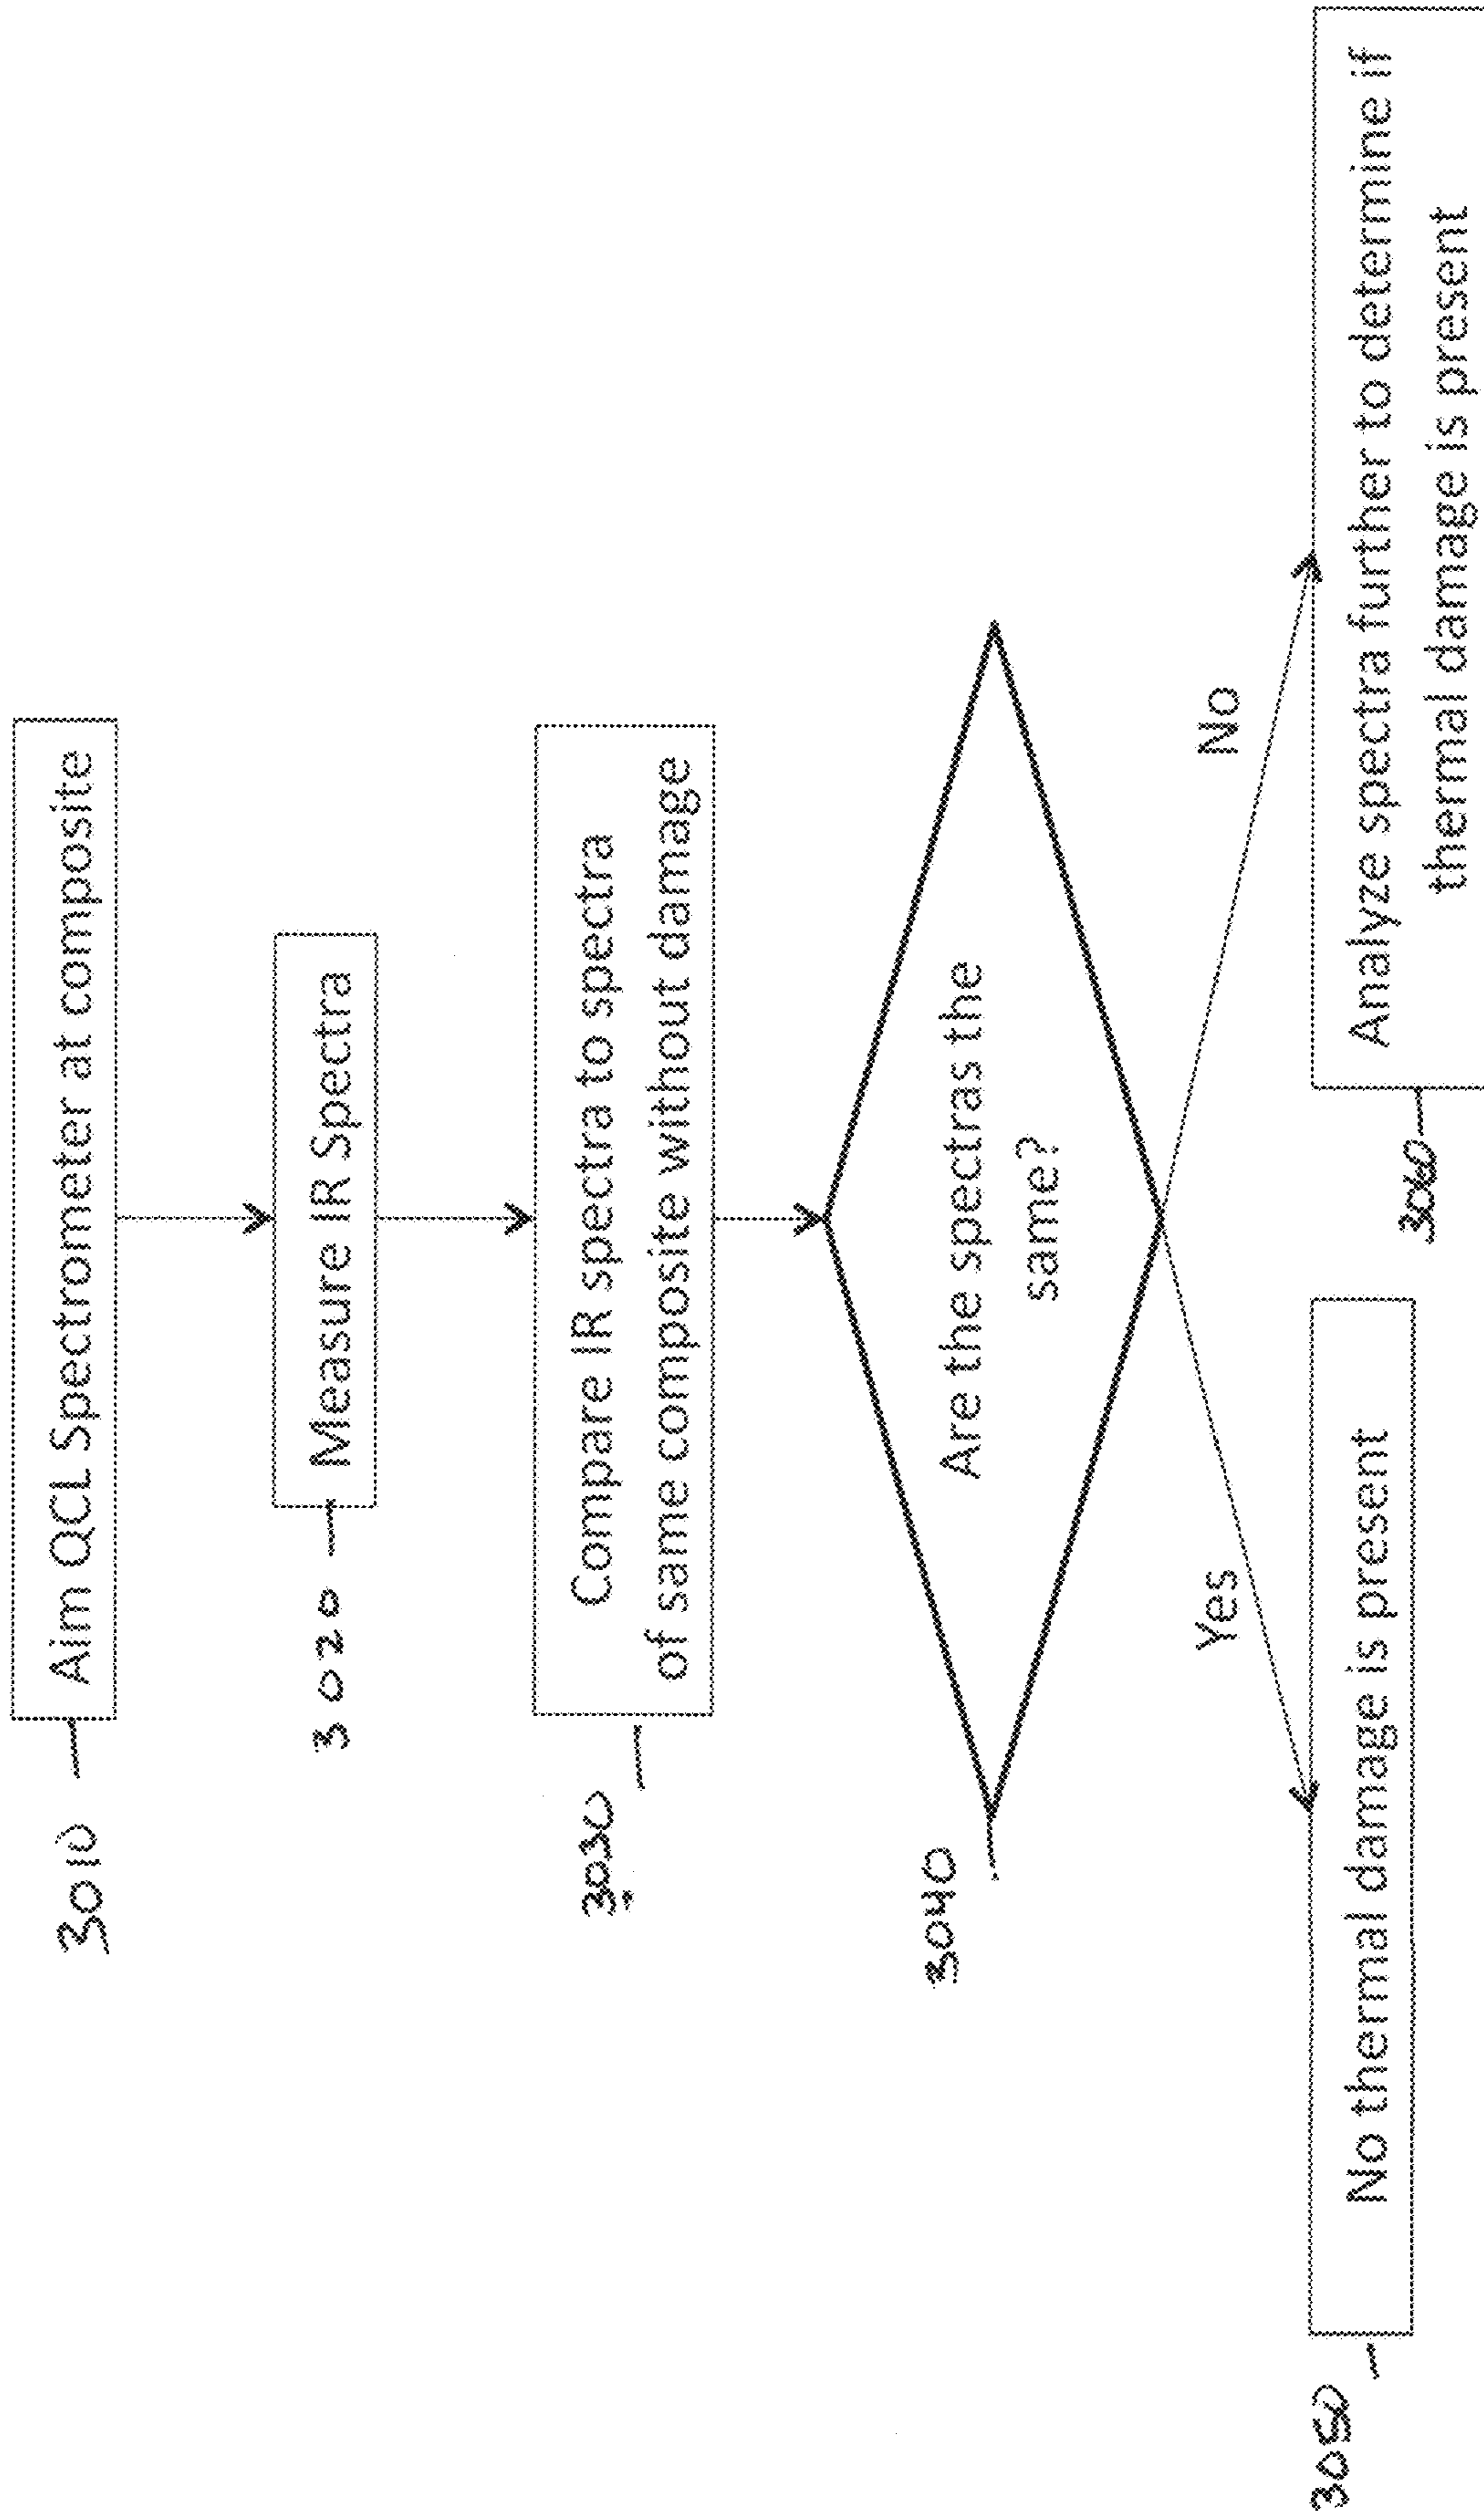 3010
Aim QCL Spectrometer at composite
3020
Measure IR Spectra
3030
Compare IR spectra to spectra
of same composite without damage
3040
Are the spectras the
same?
Yes
No
3050
No thermal damage is present
3060
Analyze spectra further to determine if
thermal damage is present